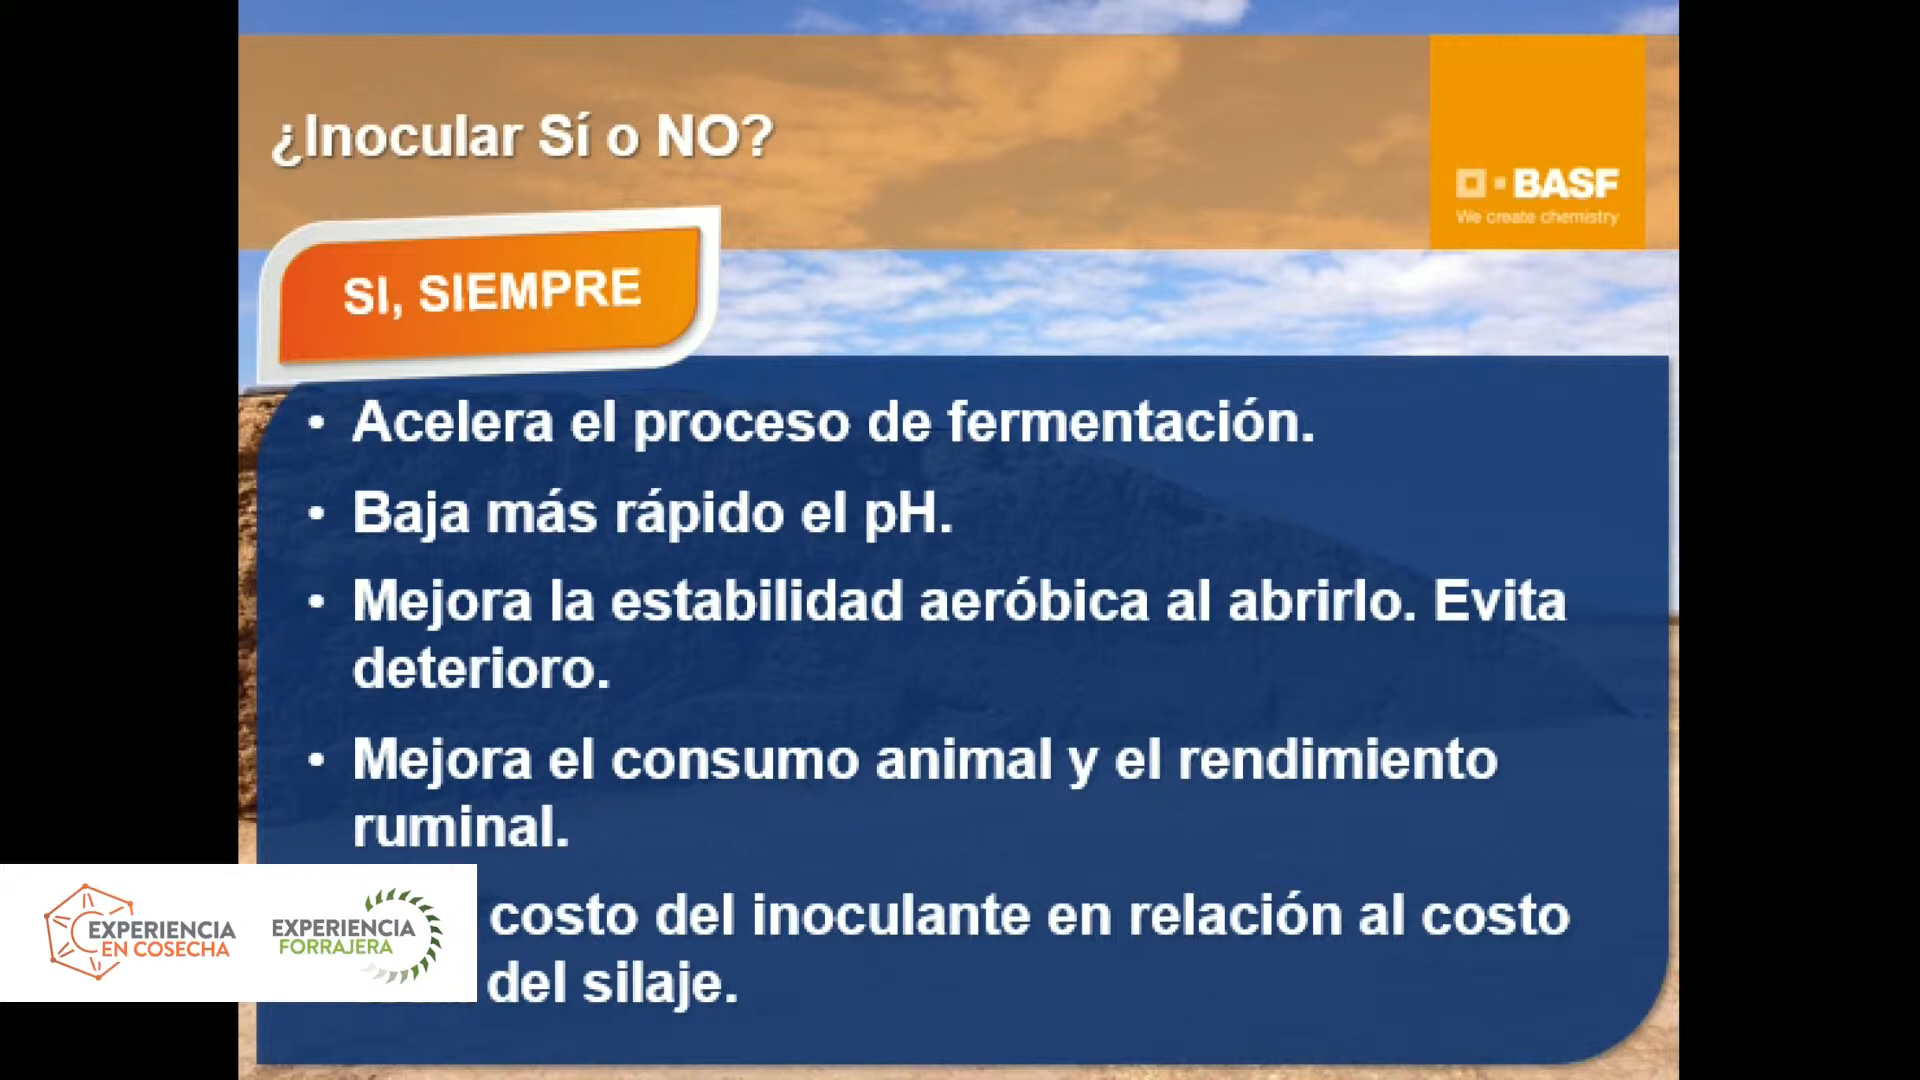 ¿Inocular Sí o NO?
BASF
We create chemistry
SI, SIEMPRE
• Acelera el proceso de fermentación.
• Baja más rápido el pH.
• Mejora la estabilidad aeróbica al abrirlo. Evita
deterioro.
• Mejora el consumo animal y el rendimiento
ruminal.
costo del inoculante en relación al costo
del silaje.
EXPERIENCIA
EN COSECHA
EXPERIENCIA
FORRAJERA